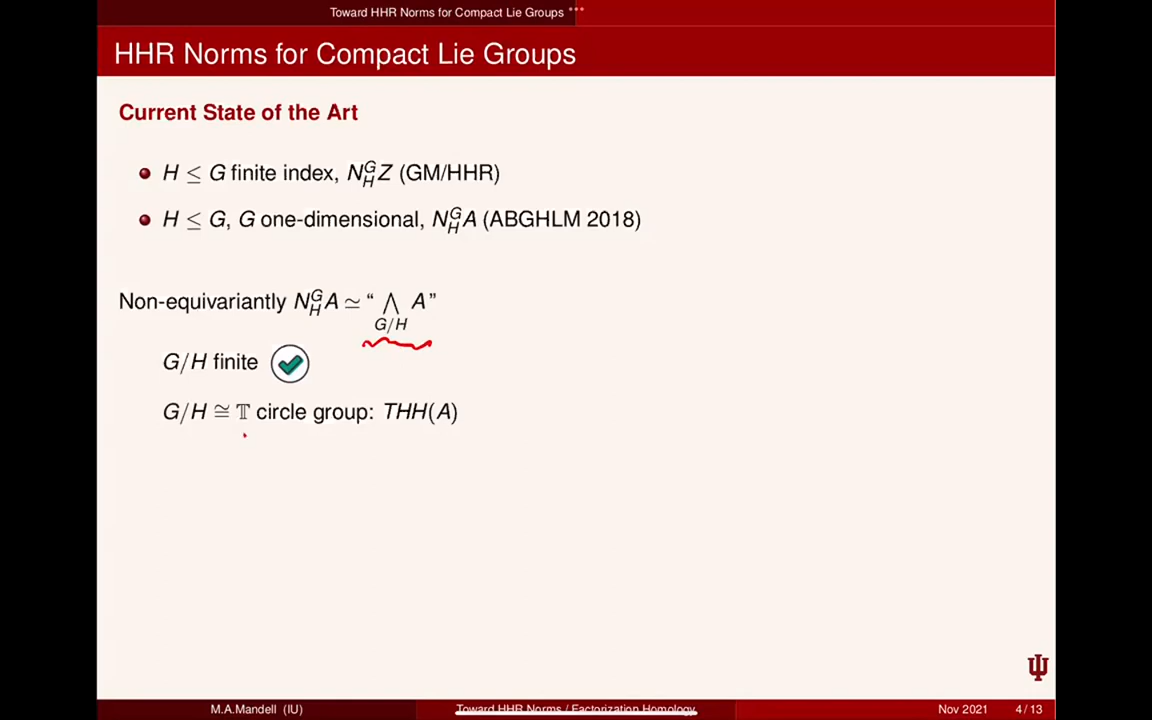 Toward HHR Norms for Compact Lie Groups
HHR Norms for Compact Lie Groups
Current State of the Art
H ≤ G finite index, N_H^G Z (GM/HHR)
H ≤ G, G one-dimensional, N_H^G A (ABGHLM 2018)
Non-equivariantly N_H^G A ≃ “ ⋀_{G/H} A ”
G/H finite
G/H ≅ 𝕋 circle group: THH(A)
M.A.Mandell (IU) Toward HHR Norms / Factorization Homology Nov 2021 4 / 13